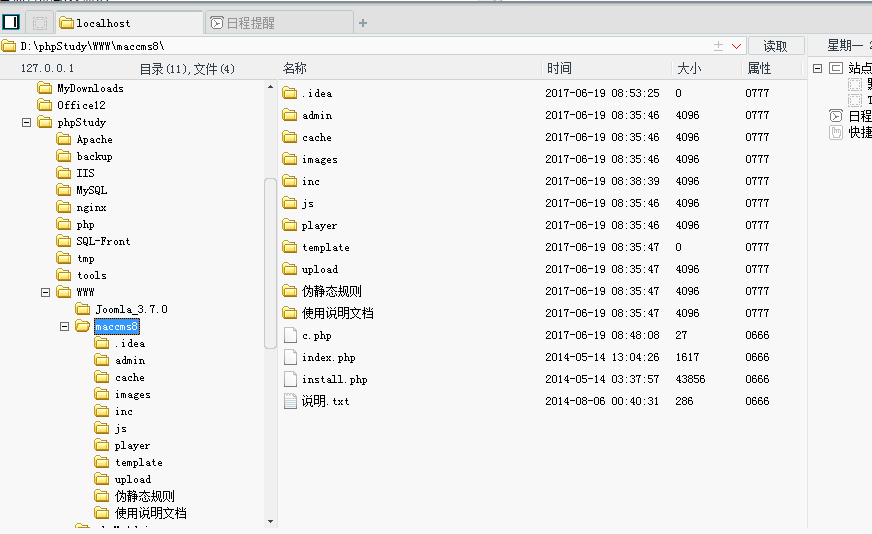 localhost
日程提醒
D:\phpStudy\WWW\maccms8\
读取
星期一
127.0.0.1
目录(11),文件(4)
名称 时间 大小 属性
MyDownloads
Office12
phpStudy
Apache
backup
IIS
MySQL
nginx
php
SQL-Front
tmp
tools
WWW
Joomla_3.7.0
maccms8
.idea
admin
cache
images
inc
js
player
template
upload
伪静态规则
使用说明文档
.idea 2017-06-19 08:53:25 0 0777
admin 2017-06-19 08:35:46 4096 0777
cache 2017-06-19 08:35:46 4096 0777
images 2017-06-19 08:35:46 4096 0777
inc 2017-06-19 08:38:39 4096 0777
js 2017-06-19 08:35:46 4096 0777
player 2017-06-19 08:35:46 4096 0777
template 2017-06-19 08:35:47 0 0777
upload 2017-06-19 08:35:47 4096 0777
伪静态规则 2017-06-19 08:35:47 4096 0777
使用说明文档 2017-06-19 08:35:47 4096 0777
c.php 2017-06-19 08:48:08 27 0666
index.php 2014-05-14 13:04:26 1617 0666
install.php 2014-05-14 03:37:57 43856 0666
说明.txt 2014-08-06 00:40:31 286 0666
站点
日程
快捷